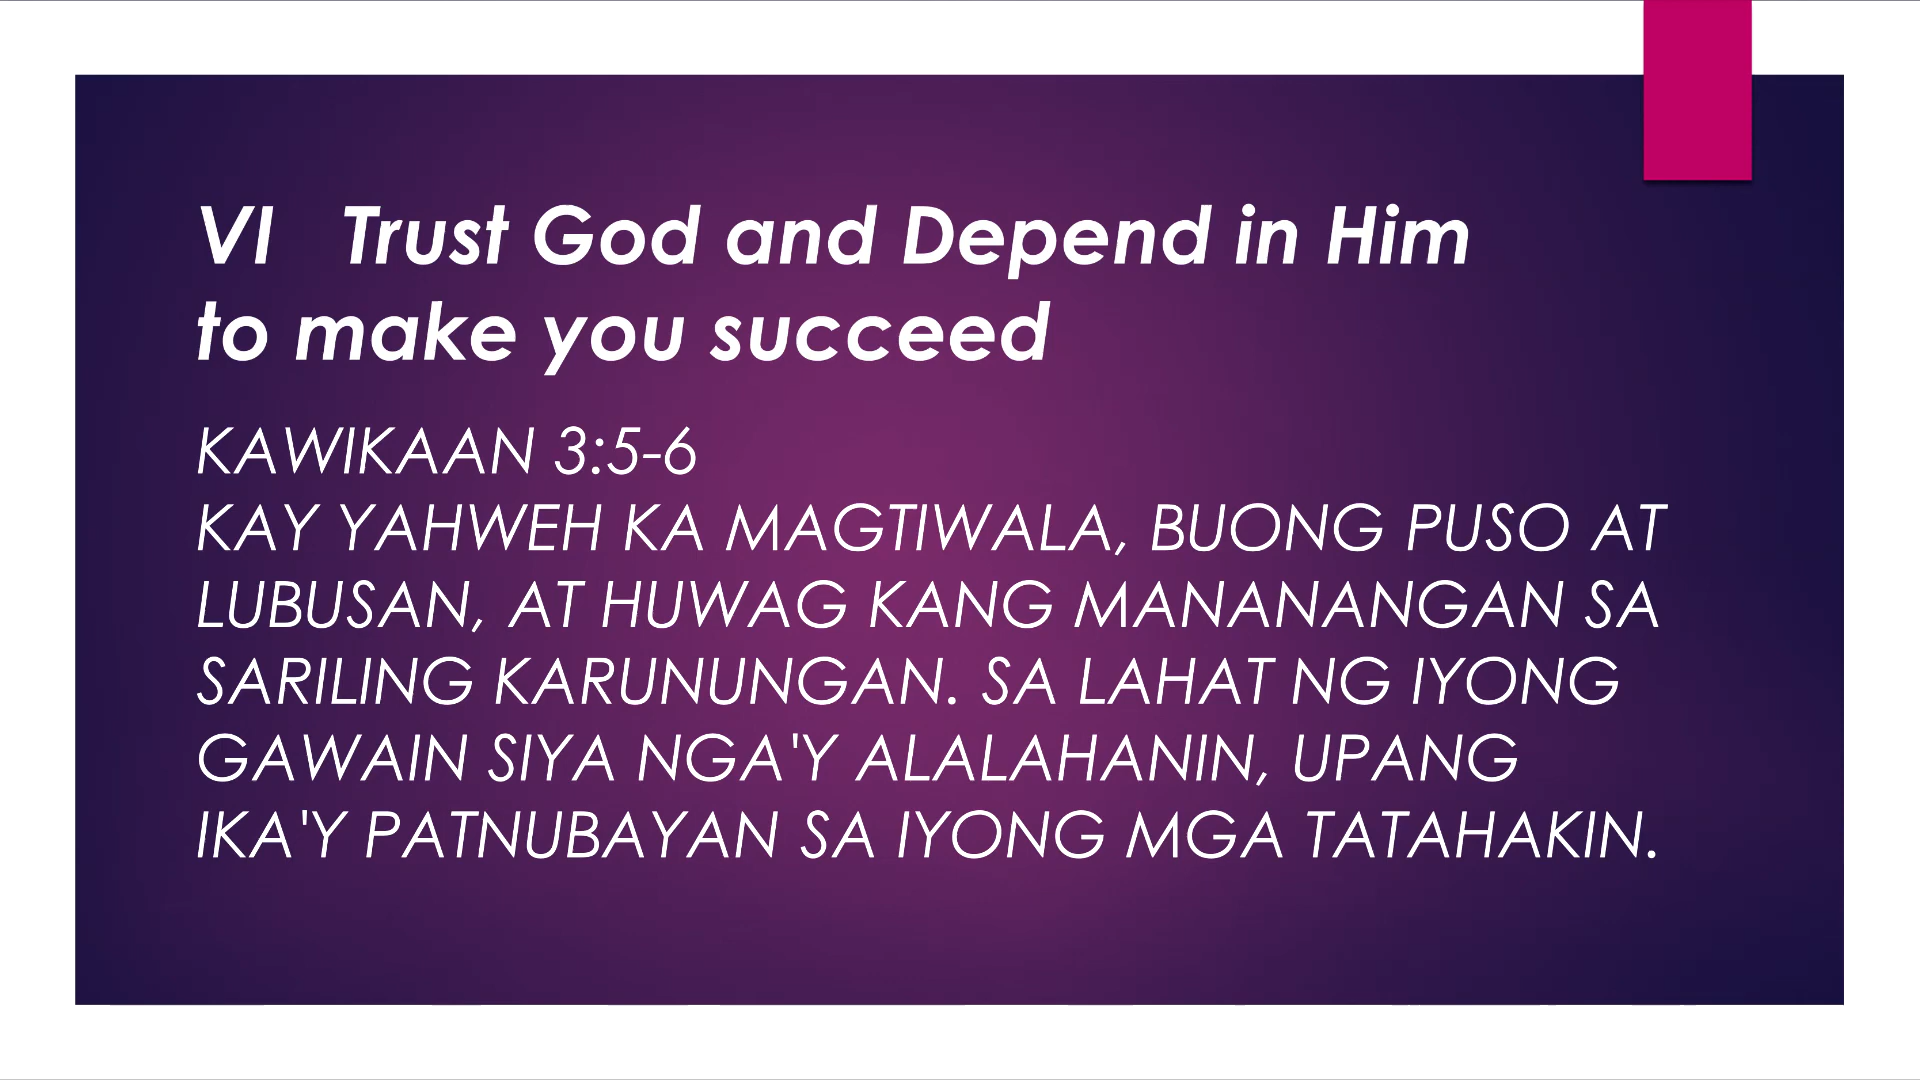 VI   Trust God and Depend in Him
to make you succeed
KAWIKAAN 3:5-6
KAY YAHWEH KA MAGTIWALA, BUONG PUSO AT
LUBUSAN, AT HUWAG KANG MANANANGAN SA
SARILING KARUNUNGAN. SA LAHAT NG IYONG
GAWAIN SIYA NGA'Y ALALAHANIN, UPANG
IKA'Y PATNUBAYAN SA IYONG MGA TATAHAKIN.